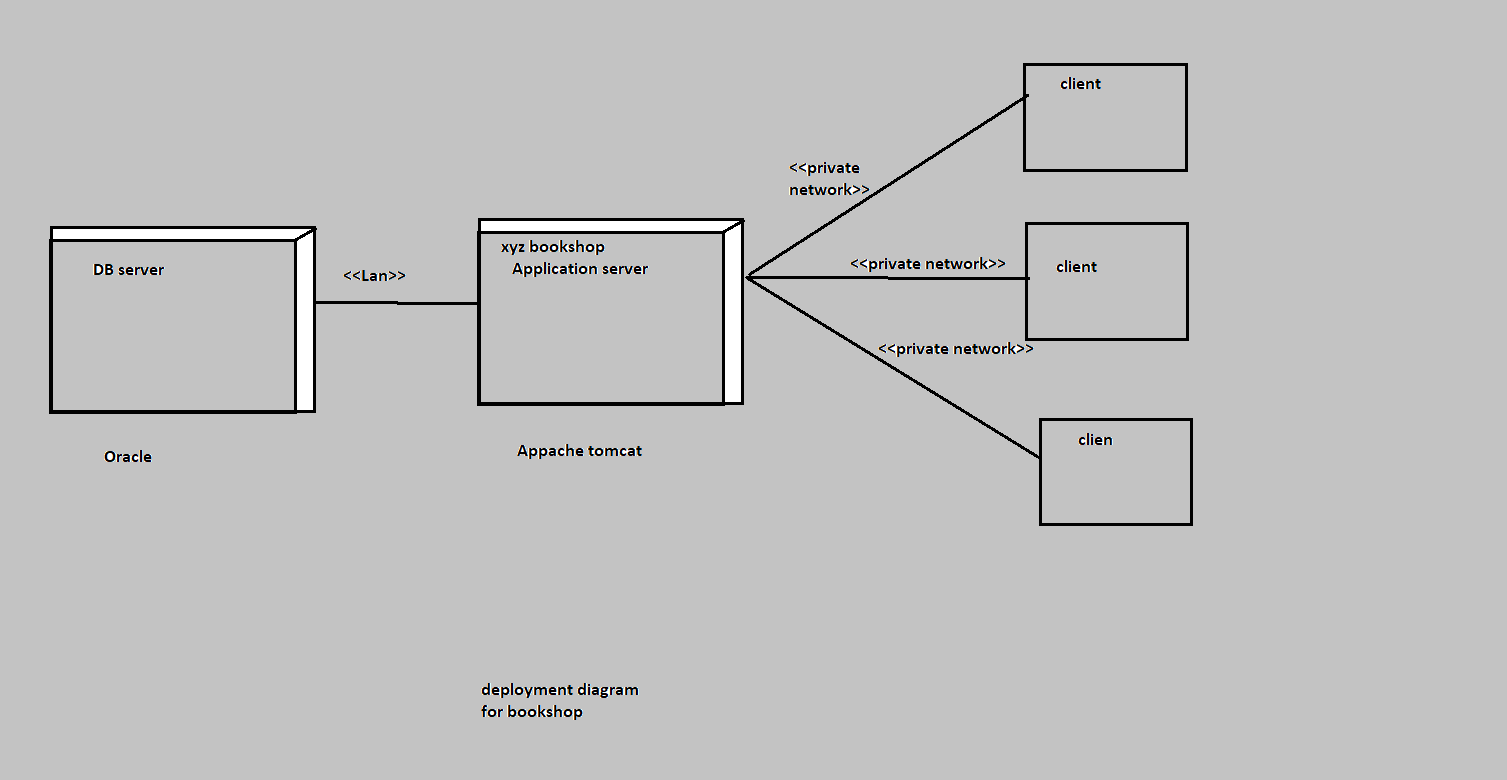 client
<<private
network>>
xyz bookshop
Application server
DB server
<<Lan>>
<<private network>>
client
<<private network>>
clien
Oracle
Appache tomcat
deployment diagram
for bookshop